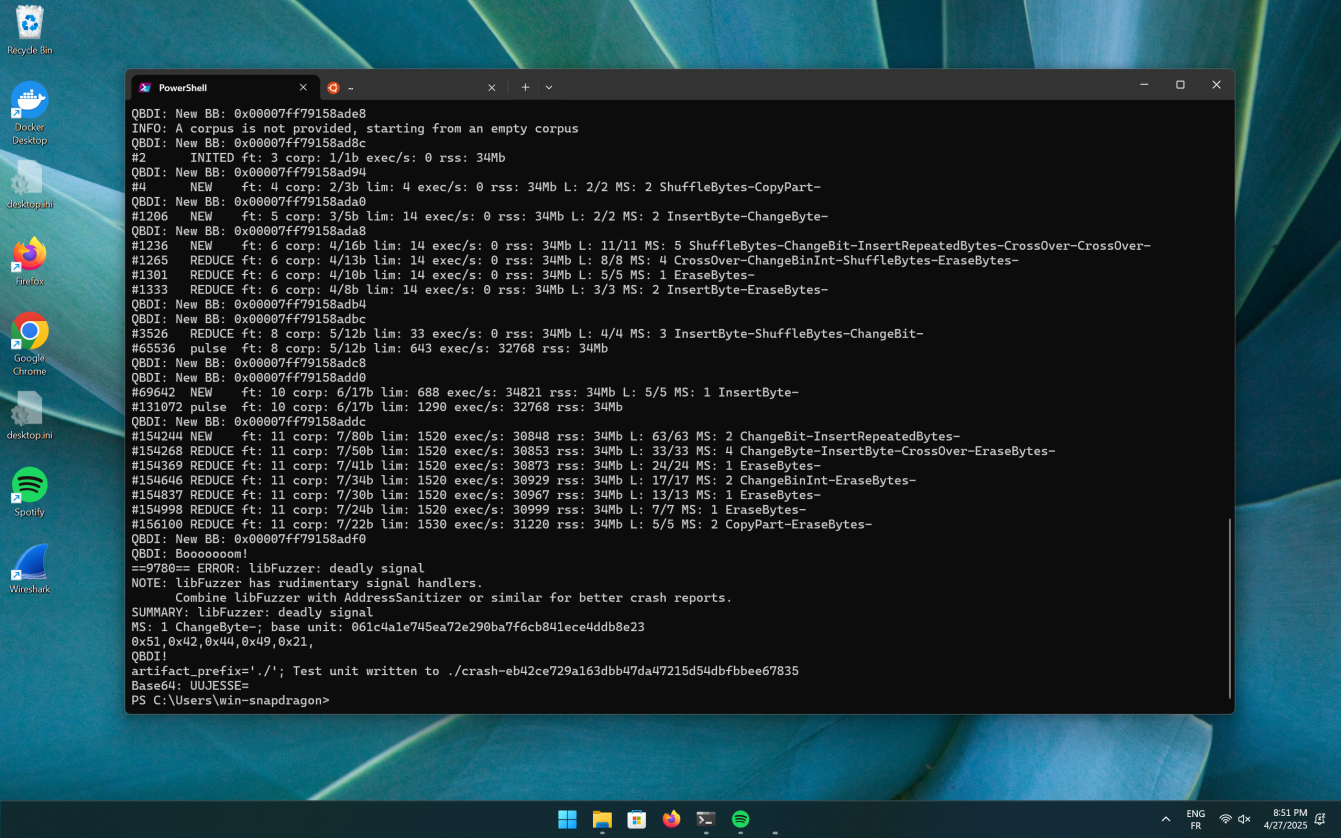 Recycle Bin
Docker
Desktop
desktop.ini
Firefox
Google
Chrome
desktop.ini
Spotify
Wireshark
PowerShell
~
QBDI: New BB: 0x00007ff79158ade8
INFO: A corpus is not provided, starting from an empty corpus
QBDI: New BB: 0x00007ff79158ad8c
#2 INITED ft: 3 corp: 1/1b exec/s: 0 rss: 34Mb
QBDI: New BB: 0x00007ff79158ad94
#4 NEW ft: 4 corp: 2/3b lim: 4 exec/s: 0 rss: 34Mb L: 2/2 MS: 2 ShuffleBytes-CopyPart-
QBDI: New BB: 0x00007ff79158ada0
#1206 NEW ft: 5 corp: 3/5b lim: 14 exec/s: 0 rss: 34Mb L: 2/2 MS: 2 InsertByte-ChangeByte-
QBDI: New BB: 0x00007ff79158ada8
#1236 NEW ft: 6 corp: 4/16b lim: 14 exec/s: 0 rss: 34Mb L: 11/11 MS: 5 ShuffleBytes-ChangeBit-InsertRepeatedBytes-CrossOver-CrossOver-
#1265 REDUCE ft: 6 corp: 4/13b lim: 14 exec/s: 0 rss: 34Mb L: 8/8 MS: 4 CrossOver-ChangeBinInt-ShuffleBytes-EraseBytes-
#1301 REDUCE ft: 6 corp: 4/10b lim: 14 exec/s: 0 rss: 34Mb L: 5/5 MS: 1 EraseBytes-
#1333 REDUCE ft: 6 corp: 4/8b lim: 14 exec/s: 0 rss: 34Mb L: 3/3 MS: 2 InsertByte-EraseBytes-
QBDI: New BB: 0x00007ff79158adb4
QBDI: New BB: 0x00007ff79158adbc
#3526 REDUCE ft: 8 corp: 5/12b lim: 33 exec/s: 0 rss: 34Mb L: 4/4 MS: 3 InsertByte-ShuffleBytes-ChangeBit-
#65536 pulse ft: 8 corp: 5/12b lim: 643 exec/s: 32768 rss: 34Mb
QBDI: New BB: 0x00007ff79158adc8
QBDI: New BB: 0x00007ff79158add0
#69642 NEW ft: 10 corp: 6/17b lim: 688 exec/s: 34821 rss: 34Mb L: 5/5 MS: 1 InsertByte-
#131072 pulse ft: 10 corp: 6/17b lim: 1290 exec/s: 32768 rss: 34Mb
QBDI: New BB: 0x00007ff79158addc
#154244 NEW ft: 11 corp: 7/80b lim: 1520 exec/s: 30848 rss: 34Mb L: 63/63 MS: 2 ChangeBit-InsertRepeatedBytes-
#154268 REDUCE ft: 11 corp: 7/50b lim: 1520 exec/s: 30853 rss: 34Mb L: 33/33 MS: 4 ChangeByte-InsertByte-CrossOver-EraseBytes-
#154369 REDUCE ft: 11 corp: 7/41b lim: 1520 exec/s: 30873 rss: 34Mb L: 24/24 MS: 1 EraseBytes-
#154646 REDUCE ft: 11 corp: 7/34b lim: 1520 exec/s: 30929 rss: 34Mb L: 17/17 MS: 2 ChangeBinInt-EraseBytes-
#154837 REDUCE ft: 11 corp: 7/30b lim: 1520 exec/s: 30967 rss: 34Mb L: 13/13 MS: 1 EraseBytes-
#154998 REDUCE ft: 11 corp: 7/24b lim: 1520 exec/s: 30999 rss: 34Mb L: 7/7 MS: 1 EraseBytes-
#156100 REDUCE ft: 11 corp: 7/22b lim: 1530 exec/s: 31220 rss: 34Mb L: 5/5 MS: 2 CopyPart-EraseBytes-
QBDI: New BB: 0x00007ff79158adf0
QBDI: Booooooom!
==9780== ERROR: libFuzzer: deadly signal
NOTE: libFuzzer has rudimentary signal handlers.
Combine libFuzzer with AddressSanitizer or similar for better crash reports.
SUMMARY: libFuzzer: deadly signal
MS: 1 ChangeByte-; base unit: 061c4a1e745ea72e290ba7f6cb841ece4ddb8e23
0x51,0x42,0x44,0x49,0x21,
QBDI!
artifact_prefix='./'; Test unit written to ./crash-eb42ce729a163dbb47da47215d54dbfbbee67835
Base64: UUJESSE=
PS C:\Users\win-snapdragon>
ENG
FR
8:51 PM
4/27/2025